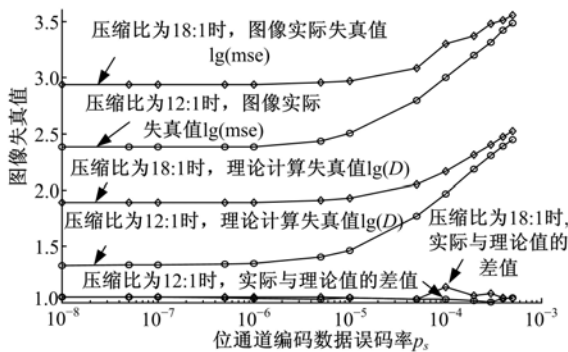 压缩比为18:1时，图像实际失真值
lg(mse)
压缩比为12:1时，图像实际
失真值lg(mse)
压缩比为18:1时，理论计算失真值lg(D)
压缩比为12:1时，理论计算失真值lg(D)
压缩比为18:1时,
实际与理论值的
差值
压缩比为12:1时，实际与理论值的差值
图像失真值
3.5
3.0
2.5
2.0
1.5
1.0
10⁻⁸ 10⁻⁷ 10⁻⁶ 10⁻⁵ 10⁻⁴ 10⁻³
位通道编码数据误码率pₛ